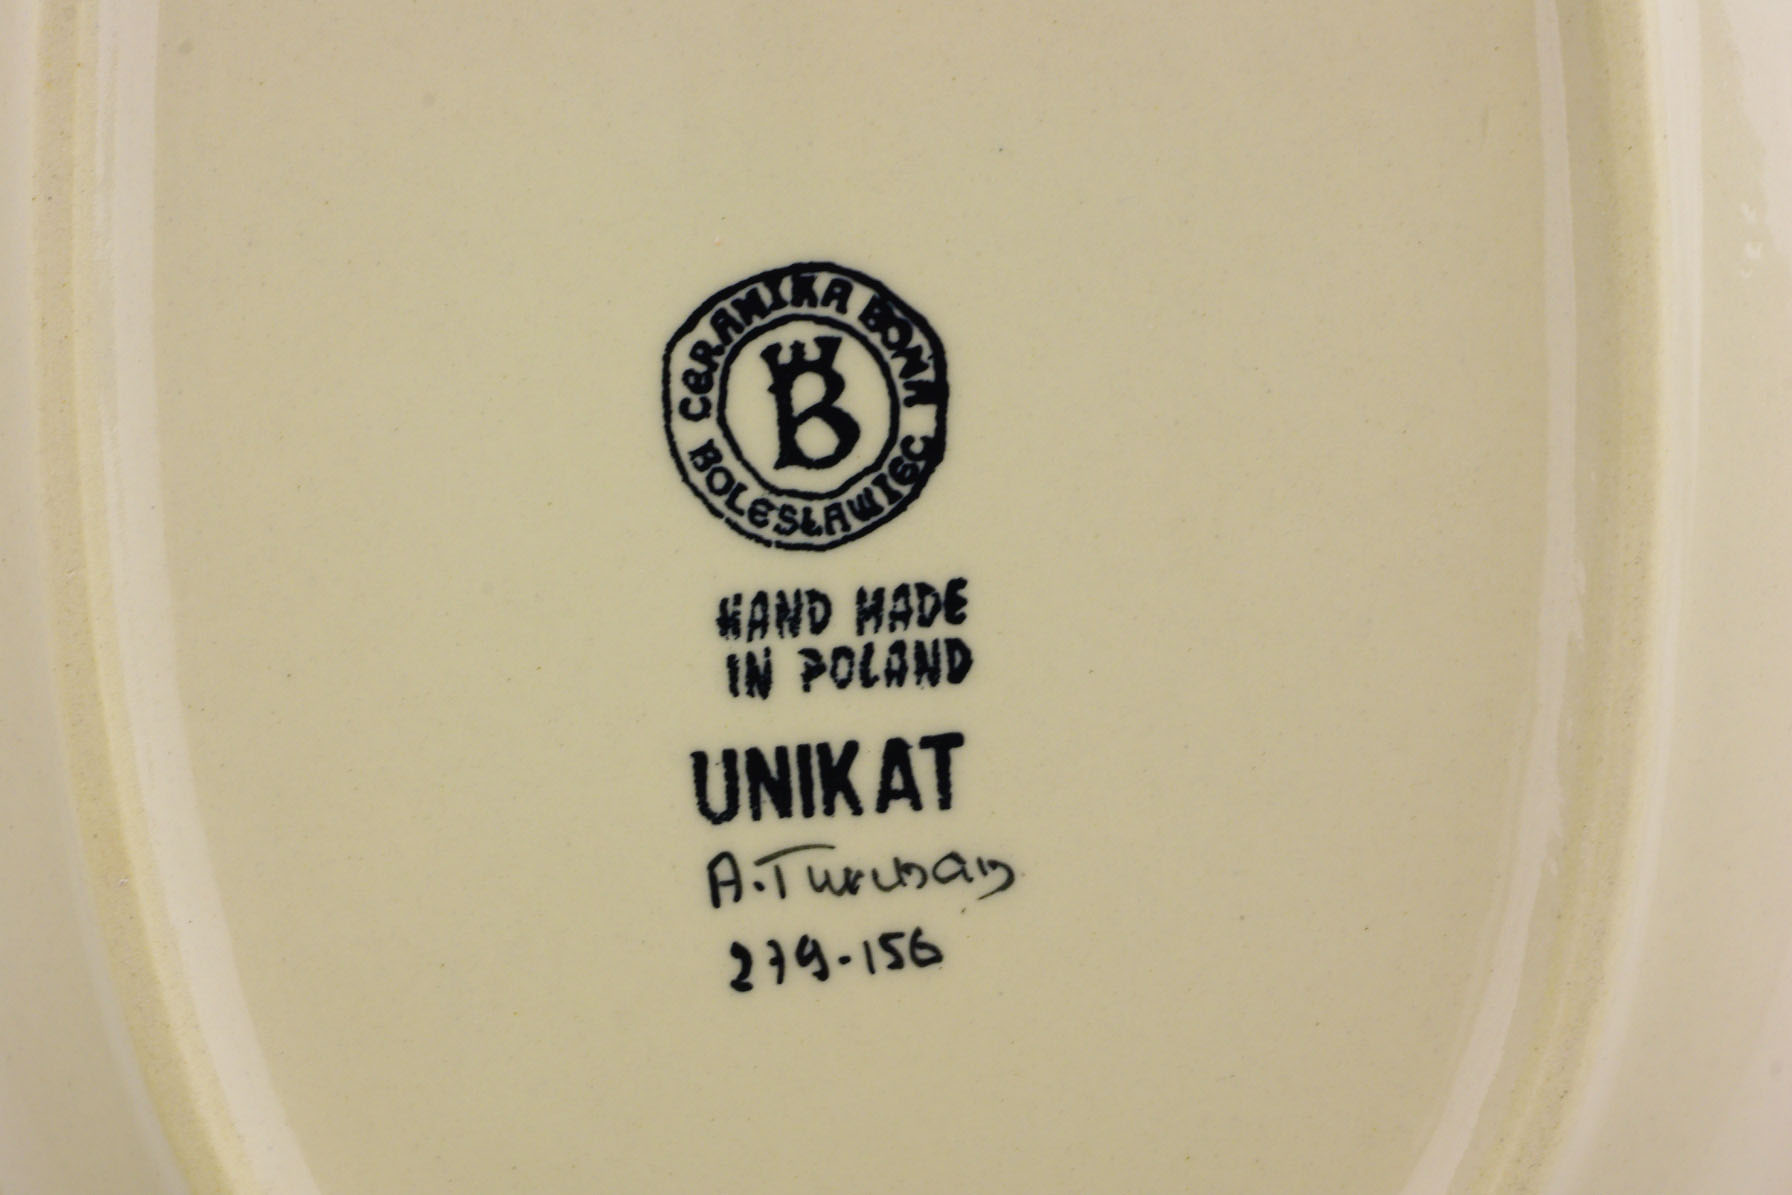 CERAMIKA BONA
B
BOLESŁAWIEC
HAND MADE
IN POLAND
UNIKAT
A.
279-156